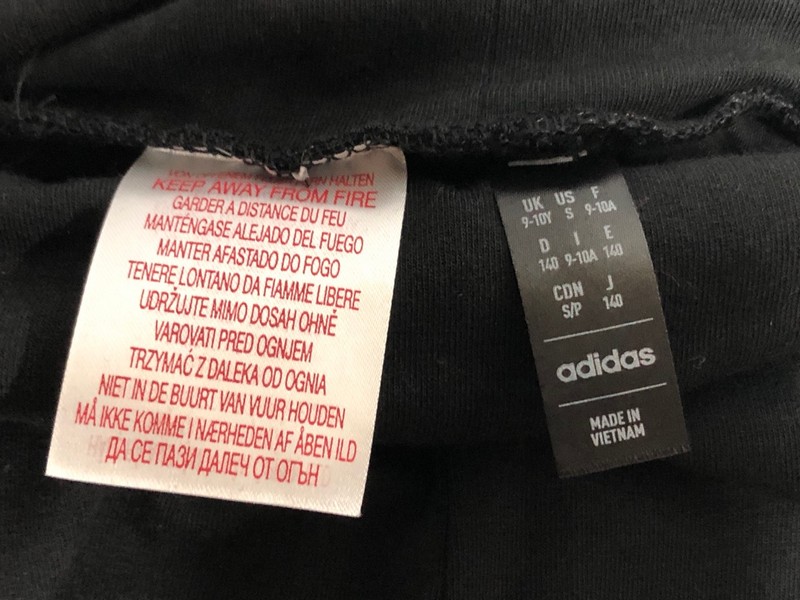 HALTEN
KEEP AWAY FROM FIRE
GARDER A DISTANCE DU FEU
MANTÉNGASE ALEJADO DEL FUEGO
MANTER AFASTADO DO FOGO
TENERE LONTANO DA FIAMME LIBERE
UDRŽUJTE MIMO DOSAH OHNĚ
VAROVATI PRED OGNJEM
TRZYMAĆ Z DALEKA OD OGNIA
NIET IN DE BUURT VAN VUUR HOUDEN
MÅ IKKE KOMME I NÆRHEDEN AF ÅBEN ILD
ДА СЕ ПАЗИ ДАЛЕЧ ОТ ОГЪН
UK US F
9-10Y S 9-10A
D I E
140 9-10A 140
CDN J
S/P 140
adidas
MADE IN
VIETNAM